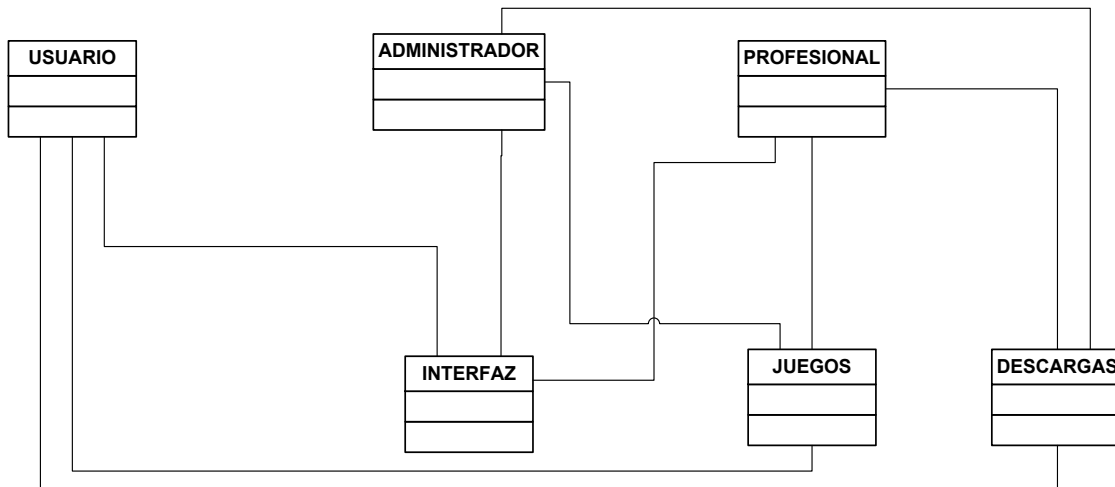 USUARIO
ADMINISTRADOR
PROFESIONAL
INTERFAZ
JUEGOS
DESCARGAS